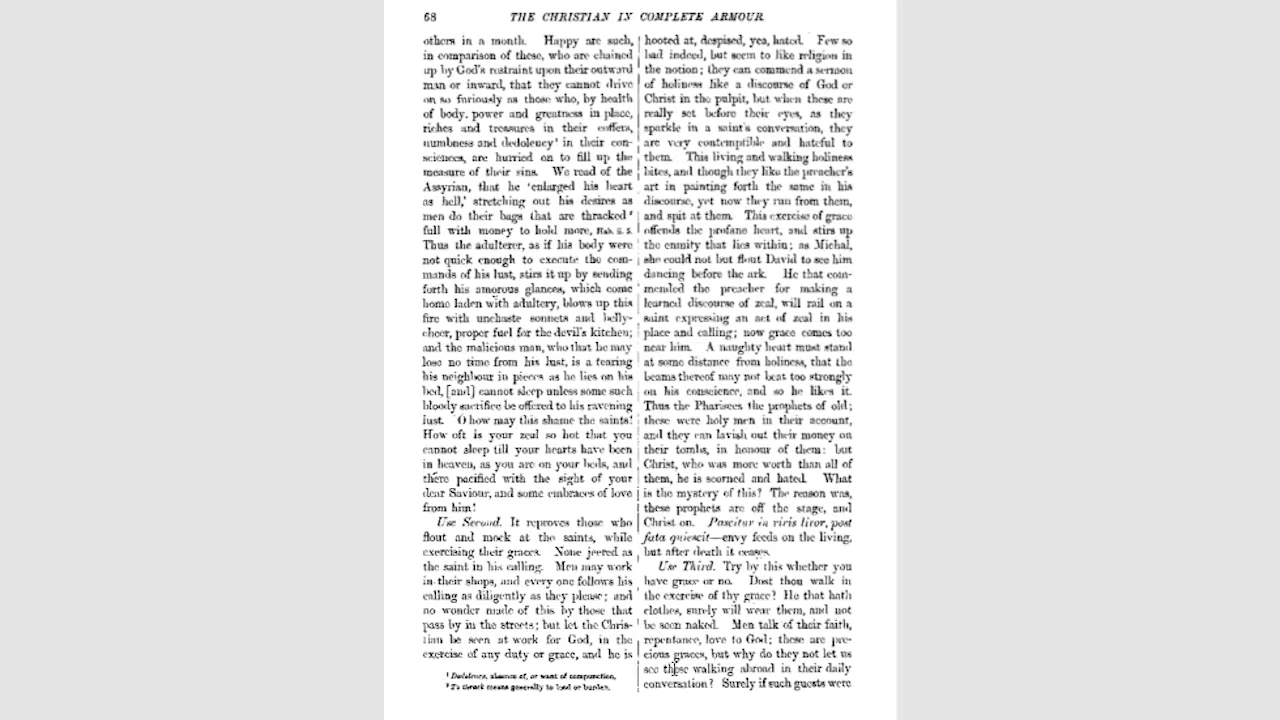 68
THE CHRISTIAN IN COMPLETE ARMOUR.
others in a month. Happy are such,
in comparison of these, who are chained
up by God's restraint upon their outward
man or inward, that they cannot drive
on so furiously as those who, by health
of body, power and greatness in place,
riches and treasures in their coffers,
numbness and dedolency¹ in their con-
sciences, are hurried on to fill up the
measure of their sins. We read of the
Assyrian, that he 'enlarged his heart
as hell,' stretching out his desires as
men do their bags that are thracked²
full with money to hold more, Hab. ii. 5.
Thus the adulterer, as if his body were
not quick enough to execute the com-
mands of his lust, stirs it up by sending
forth his amorous glances, which come
home laden with adultery, blows up this
fire with unchaste sonnets and belly-
cheer, proper fuel for the devil's kitchen;
and the malicious man, who that he may
lose no time from his lust, is a tearing
his neighbour in pieces as he lies on his
bed, [and] cannot sleep unless some such
bloody sacrifice be offered to his ravening
lust. O how may this shame the saints!
How oft is your zeal so hot that you
cannot sleep till your hearts have been
in heaven, as you are on your beds, and
there pacified with the sight of your
dear Saviour, and some embraces of love
from him!
Use Second. It reproves those who
flout and mock at the saints, while
exercising their graces. None jeered as
the saint in his calling. Men may work
in their shops, and every one follows his
calling as diligently as they please; and
no wonder made of this by those that
pass by in the streets; but let the Chris-
tian be seen at work for God, in the
exercise of any duty or grace, and he is
¹ Dedolency, absence of, or want of compunction.
² To thrack means generally to load or burden.
hooted at, despised, yea, hated. Few so
bad indeed, but seem to like religion in
the notion; they can commend a sermon
of holiness like a discourse of God or
Christ in the pulpit, but when these are
really set before their eyes, as they
sparkle in a saint's conversation, they
are very contemptible and hateful to
them. This living and walking holiness
bites, and though they like the preacher's
art in painting forth the same in his
discourse, yet now they run from them,
and spit at them. This exercise of grace
offends the profane heart, and stirs up
the enmity that lies within; as Michal,
she could not but flout David to see him
dancing before the ark. He that com-
mended the preacher for making a
learned discourse of zeal, will rail on a
saint expressing an act of zeal in his
place and calling; now grace comes too
near him. A naughty heart must stand
at some distance from holiness, that the
beams thereof may not beat too strongly
on his conscience, and so he likes it.
Thus the Pharisees the prophets of old;
these were holy men in their account,
and they can lavish out their money on
their tombs, in honour of them: but
Christ, who was more worth than all of
them, he is scorned and hated. What
is the mystery of this? The reason was,
these prophets are off the stage, and
Christ on. Pascitur in vivis livor, post
fata quiescit—envy feeds on the living,
but after death it ceases.
Use Third. Try by this whether you
have grace or no. Dost thou walk in
the exercise of thy grace? He that hath
clothes, surely will wear them, and not
be seen naked. Men talk of their faith,
repentance, love to God; these are pre-
cious graces, but why do they not let us
see these walking abroad in their daily
conversation? Surely if such guests were